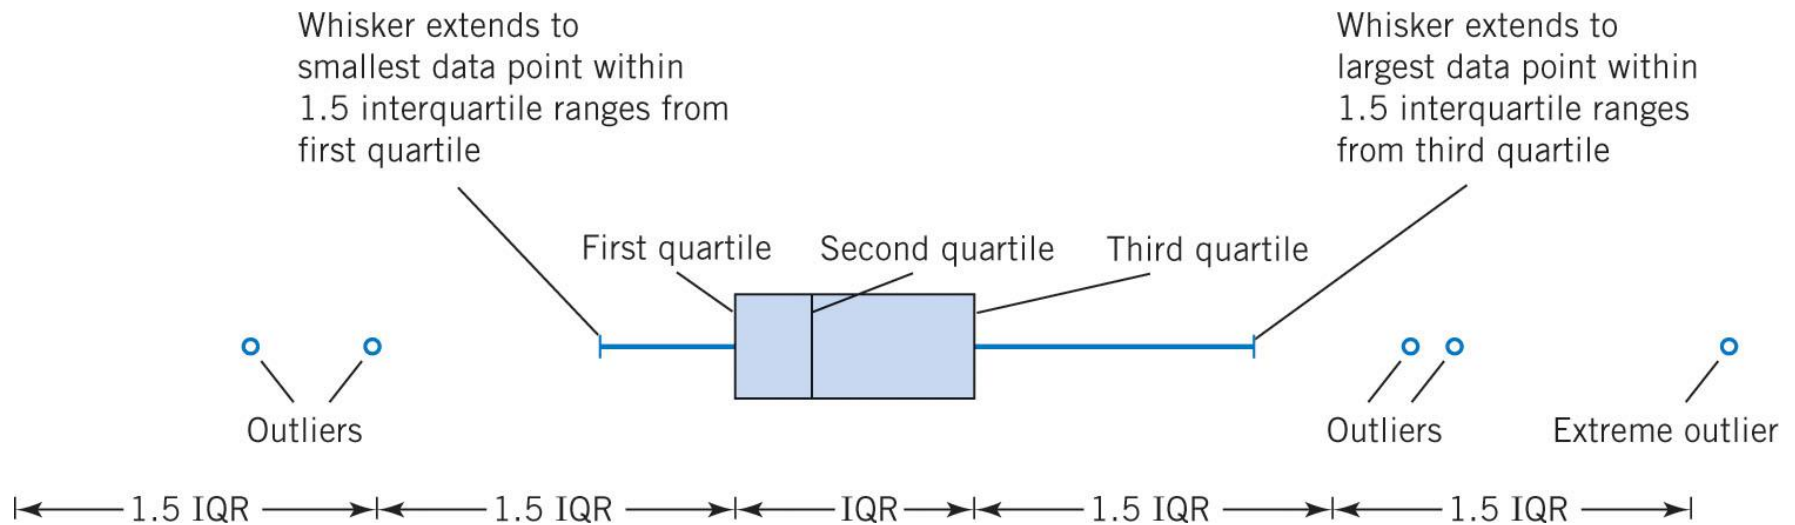 Whisker extends to
smallest data point within
1.5 interquartile ranges from
first quartile
Whisker extends to
largest data point within
1.5 interquartile ranges
from third quartile
First quartile
Second quartile
Third quartile
Outliers
Outliers
Extreme outlier
1.5 IQR
1.5 IQR
IQR
1.5 IQR
1.5 IQR